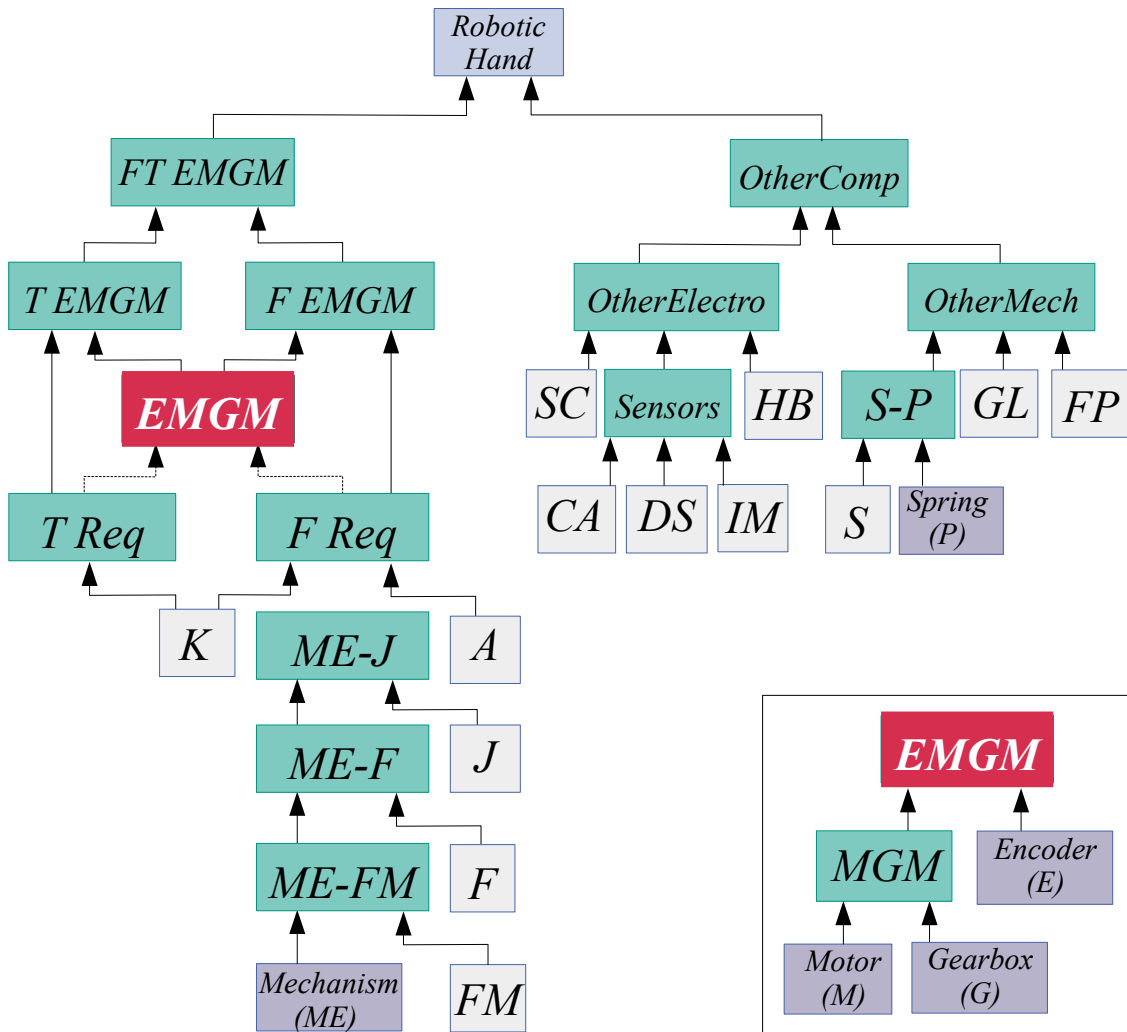 Robotic
Hand
FT EMGM
OtherComp
T EMGM
F EMGM
OtherElectro
OtherMech
EMGM
SC
Sensors
HB
S-P
GL
FP
T Req
F Req
CA
DS
IM
S
Spring
(P)
K
ME-J
A
ME-F
J
EMGM
ME-FM
F
MGM
Encoder
(E)
Mechanism
(ME)
FM
Motor
(M)
Gearbox
(G)